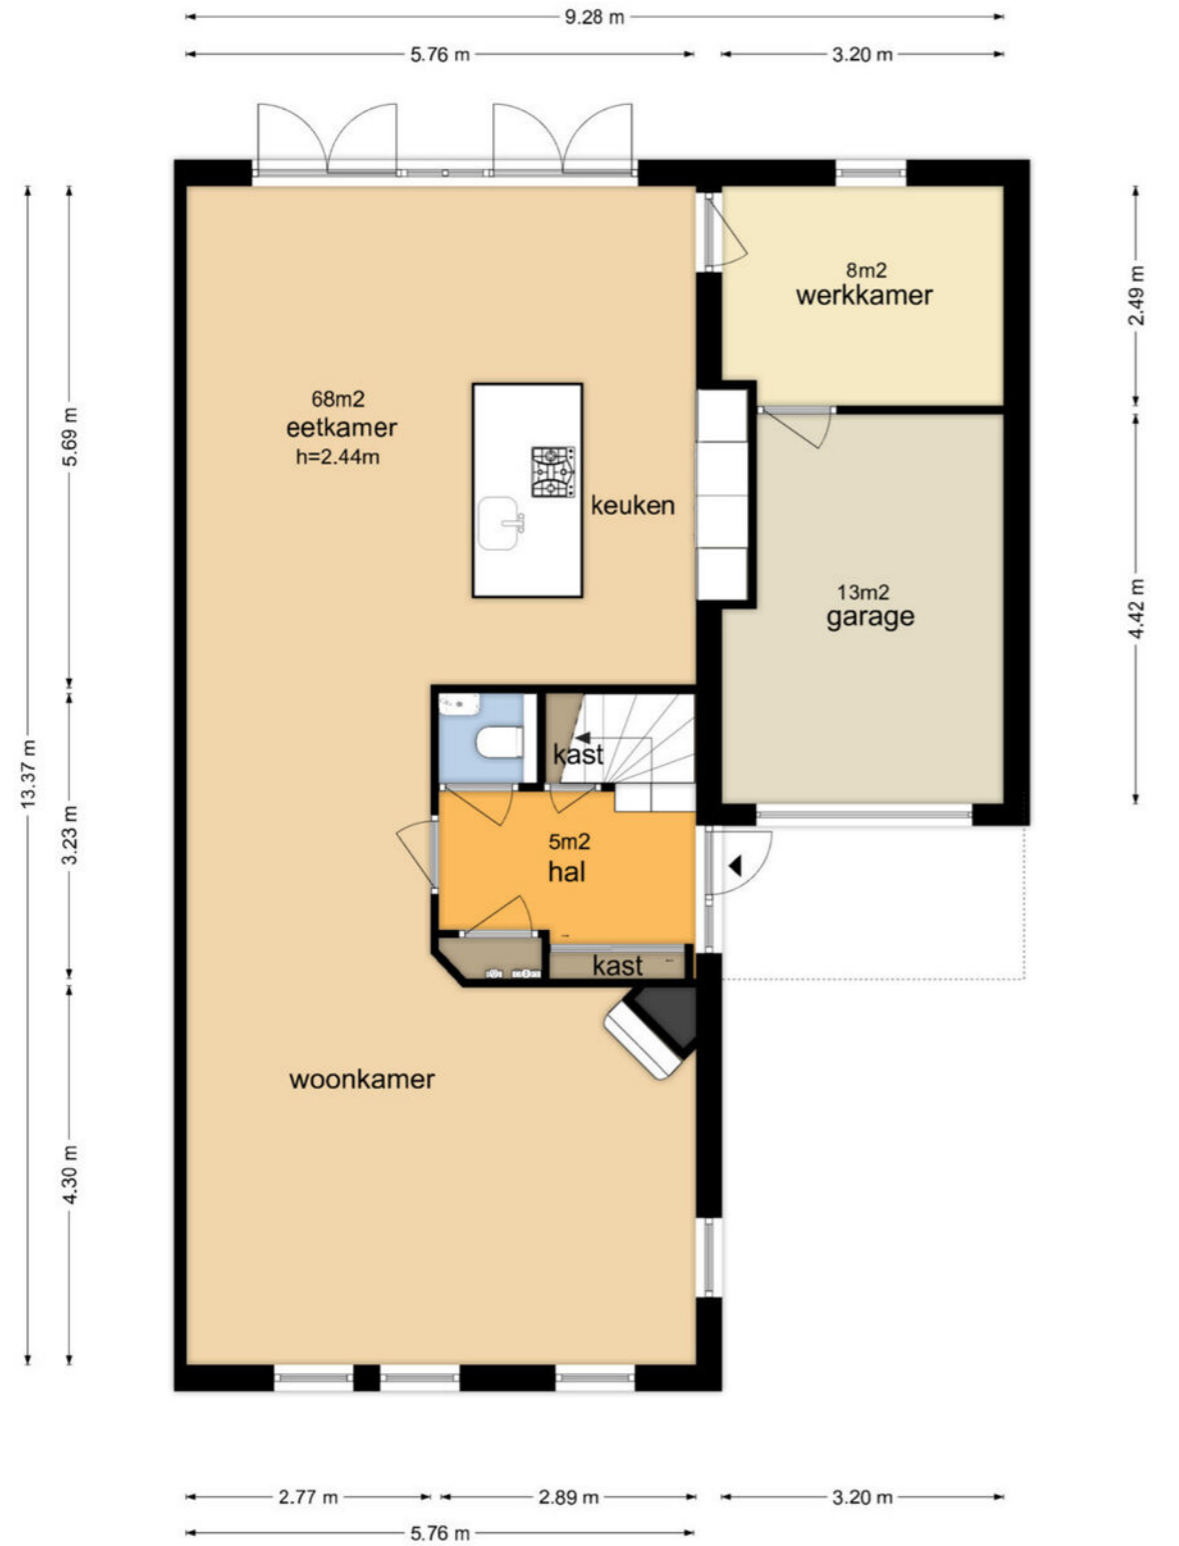 9.28 m
5.76 m
3.20 m
8m2
werkkamer
2.49 m
68m2
eetkamer
h=2.44m
5.69 m
keuken
13m2
garage
4.42 m
kast
13.37 m
3.23 m
5m2
hal
kast
woonkamer
4.30 m
2.77 m
2.89 m
3.20 m
5.76 m